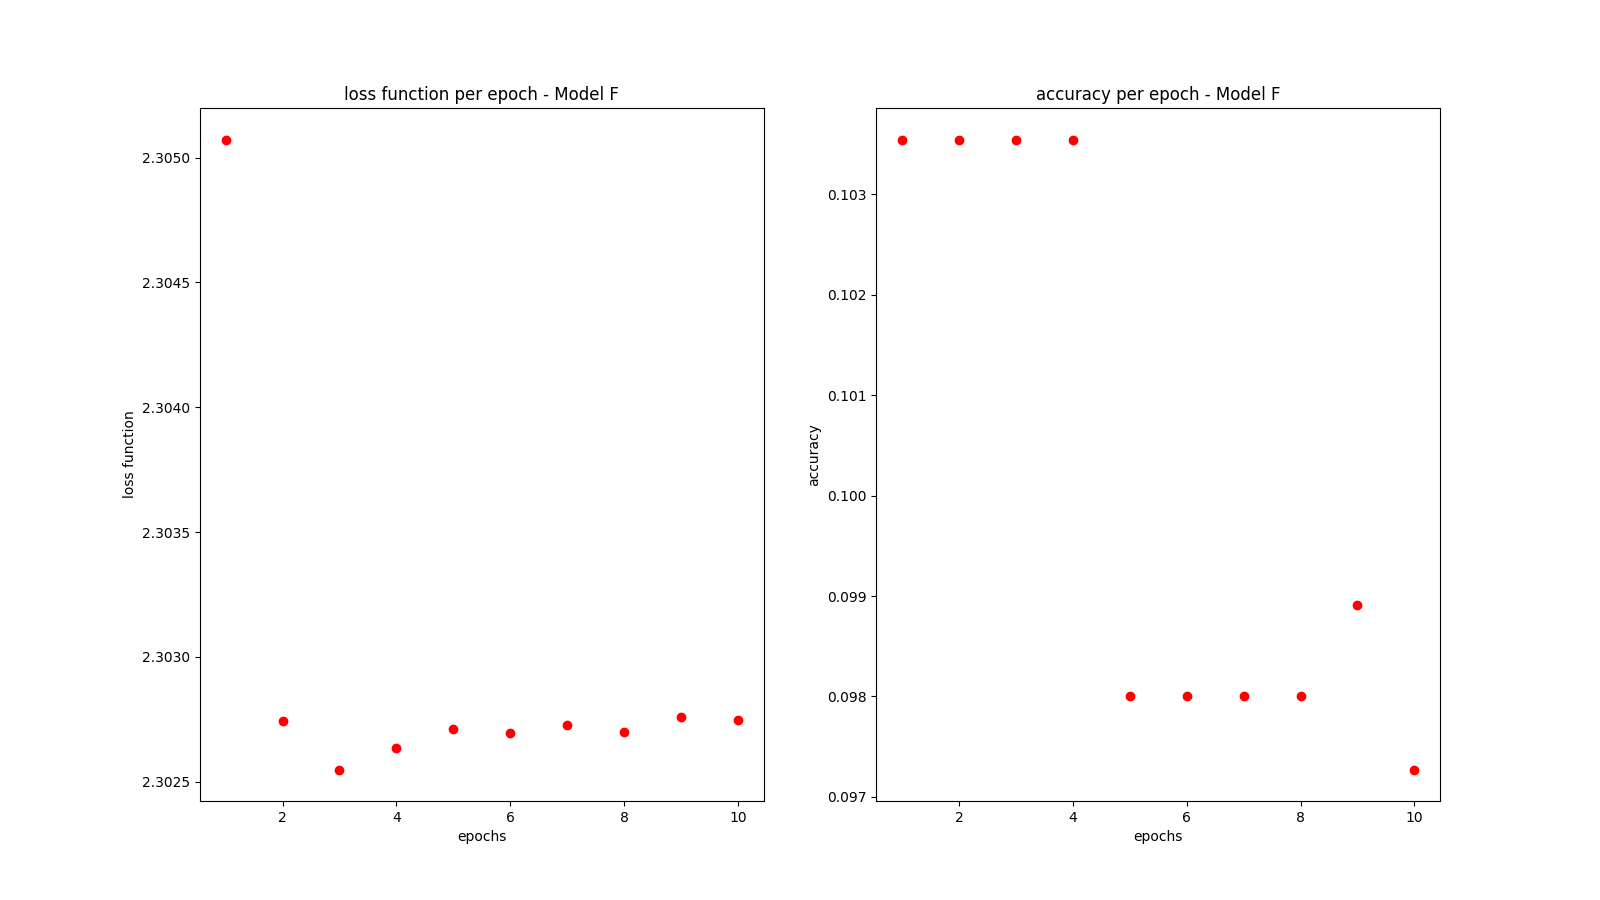 loss function per epoch - Model F
2.3050
2.3045
2.3040
2.3035
2.3030
2.3025
loss function
2 4 6 8 10
epochs
accuracy per epoch - Model F
0.103
0.102
0.101
0.100
0.099
0.098
0.097
accuracy
2 4 6 8 10
epochs